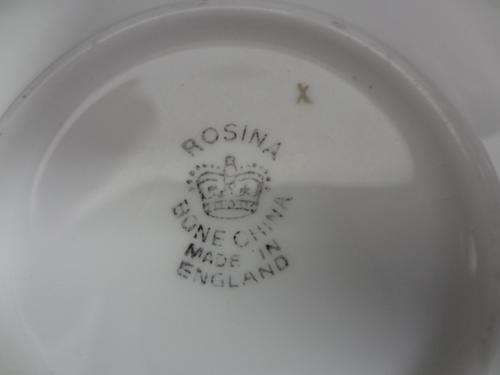 X
ROSINA
BONE CHINA
MADE IN
ENGLAND